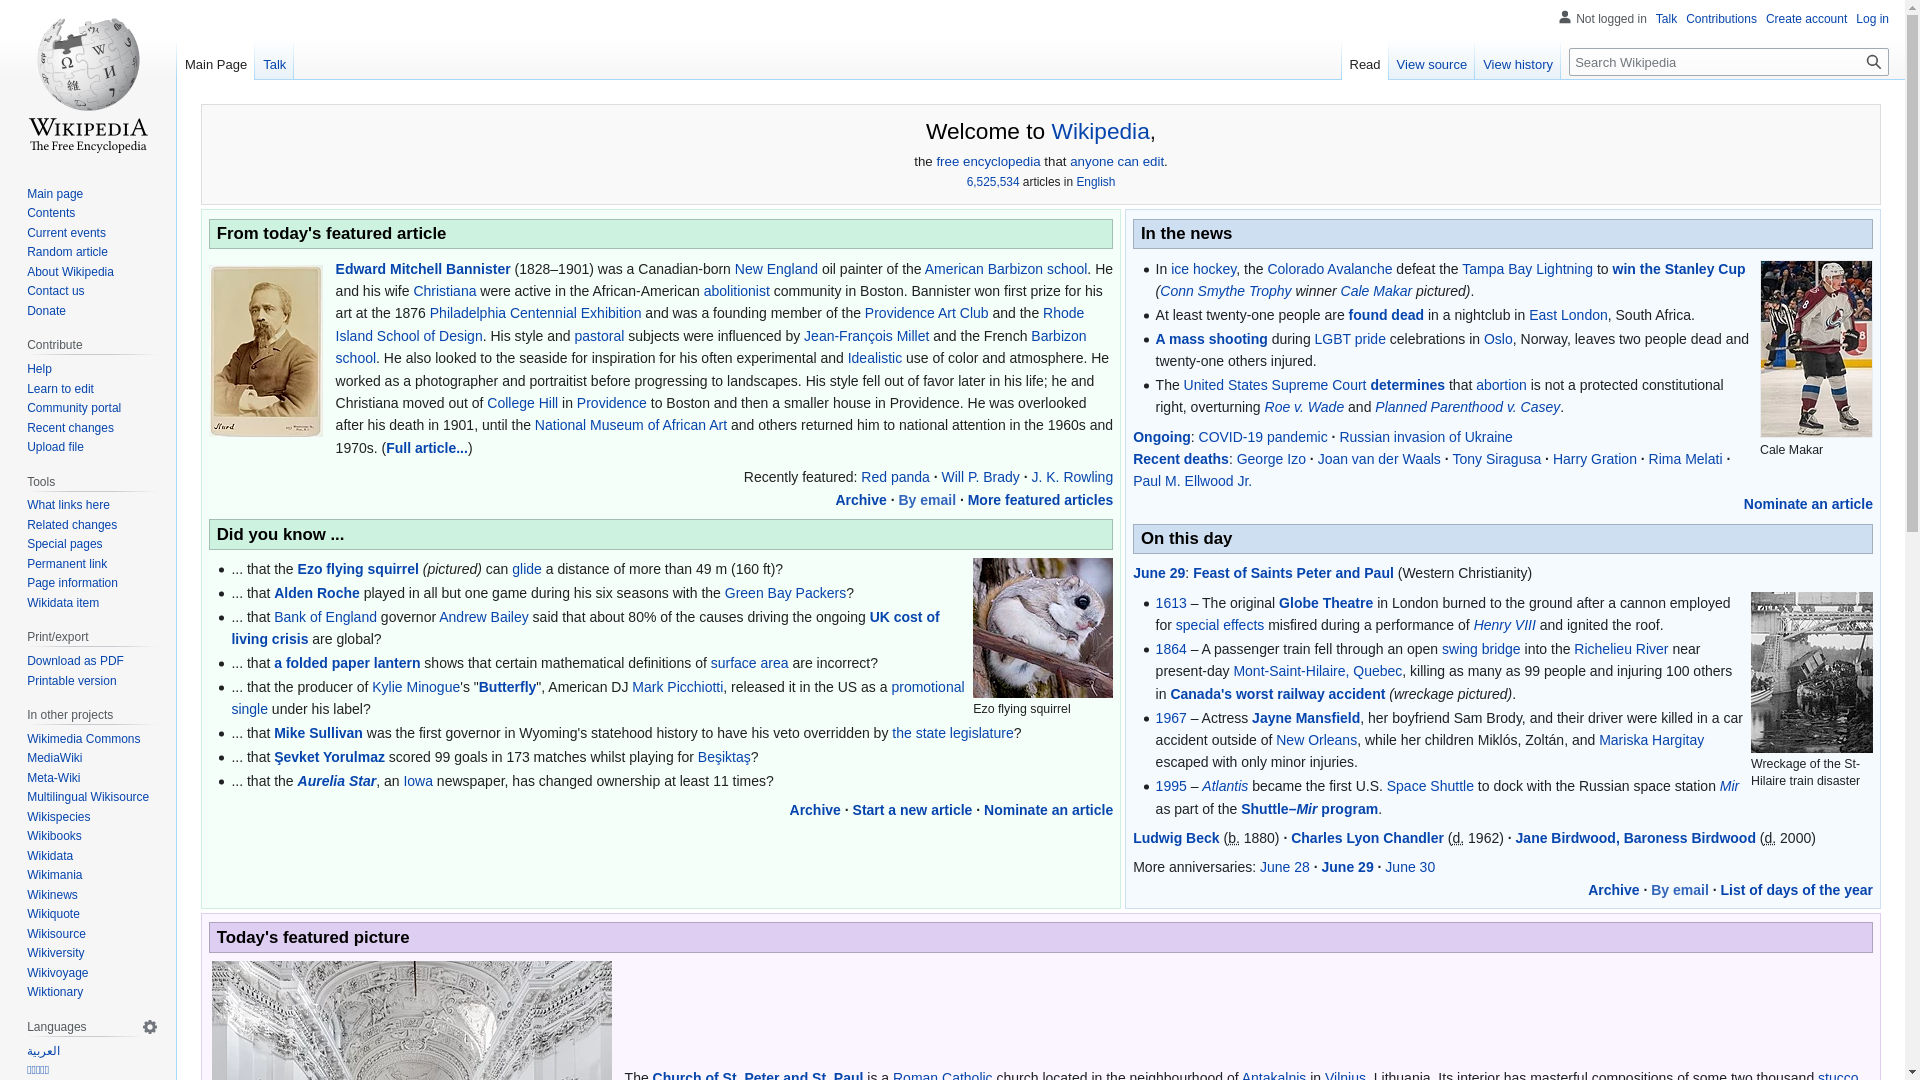 WIKIPEDIA
The Free Encyclopedia
Not logged in Talk Contributions Create account Log in
Main Page Talk
Read View source View history Search Wikipedia
Main page
Contents
Current events
Random article
About Wikipedia
Contact us
Donate
Contribute
Help
Learn to edit
Community portal
Recent changes
Upload file
Tools
What links here
Related changes
Special pages
Permanent link
Page information
Wikidata item
Print/export
Download as PDF
Printable version
In other projects
Wikimedia Commons
MediaWiki
Meta-Wiki
Multilingual Wikisource
Wikispecies
Wikibooks
Wikidata
Wikimania
Wikinews
Wikiquote
Wikisource
Wikiversity
Wikivoyage
Wiktionary
Languages
العربية
Welcome to Wikipedia,
the free encyclopedia that anyone can edit.
6,525,534 articles in English
From today's featured article
Edward Mitchell Bannister (1828–1901) was a Canadian-born New England oil painter of the American Barbizon school. He
and his wife Christiana were active in the African-American abolitionist community in Boston. Bannister won first prize for his
art at the 1876 Philadelphia Centennial Exhibition and was a founding member of the Providence Art Club and the Rhode
Island School of Design. His style and pastoral subjects were influenced by Jean-François Millet and the French Barbizon
school. He also looked to the seaside for inspiration for his often experimental and Idealistic use of color and atmosphere. He
worked as a photographer and portraitist before progressing to landscapes. His style fell out of favor later in his life; he and
Christiana moved out of College Hill in Providence to Boston and then a smaller house in Providence. He was overlooked
after his death in 1901, until the National Museum of African Art and others returned him to national attention in the 1960s and
1970s. (Full article...)
Recently featured: Red panda · Will P. Brady · J. K. Rowling
Archive · By email · More featured articles
Did you know ...
... that the Ezo flying squirrel (pictured) can glide a distance of more than 49 m (160 ft)?
... that Alden Roche played in all but one game during his six seasons with the Green Bay Packers?
... that Bank of England governor Andrew Bailey said that about 80% of the causes driving the ongoing UK cost of
living crisis are global?
... that a folded paper lantern shows that certain mathematical definitions of surface area are incorrect?
... that the producer of Kylie Minogue's "Butterfly", American DJ Mark Picchiotti, released it in the US as a promotional
single under his label?
... that Mike Sullivan was the first governor in Wyoming's statehood history to have his veto overridden by the state legislature?
... that Şevket Yorulmaz scored 99 goals in 173 matches whilst playing for Beşiktaş?
... that the Aurelia Star, an Iowa newspaper, has changed ownership at least 11 times?
Ezo flying squirrel
Archive · Start a new article · Nominate an article
In the news
In ice hockey, the Colorado Avalanche defeat the Tampa Bay Lightning to win the Stanley Cup
(Conn Smythe Trophy winner Cale Makar pictured).
At least twenty-one people are found dead in a nightclub in East London, South Africa.
A mass shooting during LGBT pride celebrations in Oslo, Norway, leaves two people dead and
twenty-one others injured.
The United States Supreme Court determines that abortion is not a protected constitutional
right, overturning Roe v. Wade and Planned Parenthood v. Casey.
Cale Makar
Ongoing: COVID-19 pandemic · Russian invasion of Ukraine
Recent deaths: George Izo · Joan van der Waals · Tony Siragusa · Harry Gration · Rima Melati ·
Paul M. Ellwood Jr.
Nominate an article
On this day
June 29: Feast of Saints Peter and Paul (Western Christianity)
1613 – The original Globe Theatre in London burned to the ground after a cannon employed
for special effects misfired during a performance of Henry VIII and ignited the roof.
1864 – A passenger train fell through an open swing bridge into the Richelieu River near
present-day Mont-Saint-Hilaire, Quebec, killing as many as 99 people and injuring 100 others
in Canada's worst railway accident (wreckage pictured).
1967 – Actress Jayne Mansfield, her boyfriend Sam Brody, and their driver were killed in a car
accident outside of New Orleans, while her children Miklós, Zoltán, and Mariska Hargitay
escaped with only minor injuries.
1995 – Atlantis became the first U.S. Space Shuttle to dock with the Russian space station Mir
as part of the Shuttle–Mir program.
Wreckage of the St-
Hilaire train disaster
Ludwig Beck (b. 1880) · Charles Lyon Chandler (d. 1962) · Jane Birdwood, Baroness Birdwood (d. 2000)
More anniversaries: June 28 · June 29 · June 30
Archive · By email · List of days of the year
Today's featured picture
The Church of St. Peter and St. Paul is a Roman Catholic church located in the neighbourhood of Antakalnis in Vilnius, Lithuania. Its interior has masterful compositions of some two thousand stucco